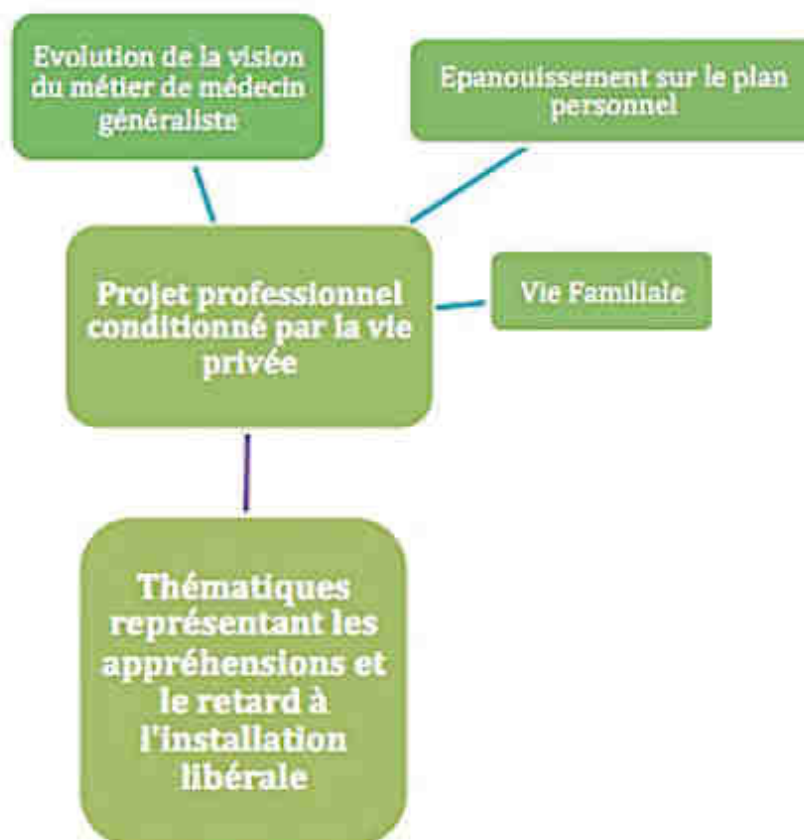 Evolution de la vision
du métier de médecin
généraliste
Epanouissement sur le plan
personnel
Projet professionnel
conditionné par la vie
privée
Vie Familiale
Thématiques
représentant les
appréhensions et
le retard à
l'installation
libérale